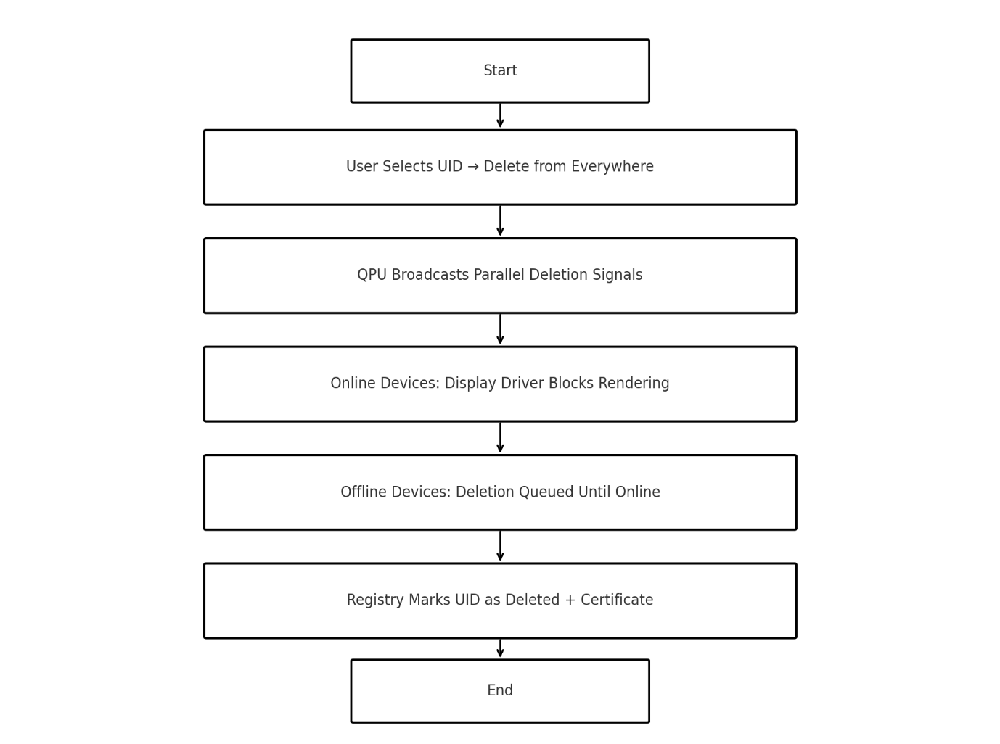 Start
User Selects UID → Delete from Everywhere
QPU Broadcasts Parallel Deletion Signals
Online Devices: Display Driver Blocks Rendering
Offline Devices: Deletion Queued Until Online
Registry Marks UID as Deleted + Certificate
End